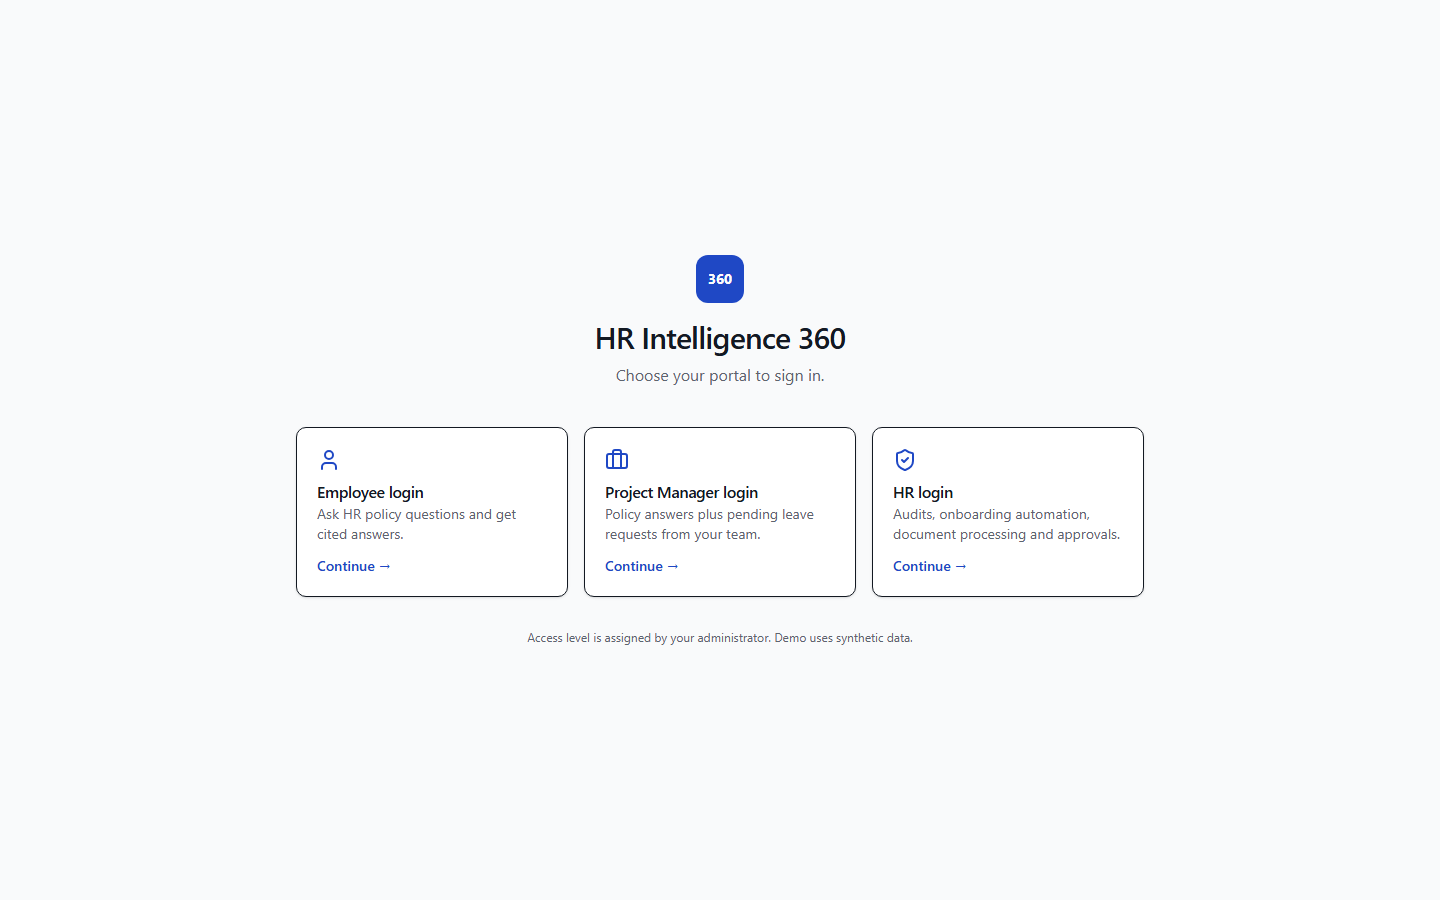 360
HR Intelligence 360
Choose your portal to sign in.
Employee login
Ask HR policy questions and get
cited answers.
Continue →
Project Manager login
Policy answers plus pending leave
requests from your team.
Continue →
HR login
Audits, onboarding automation,
document processing and approvals.
Continue →
Access level is assigned by your administrator. Demo uses synthetic data.